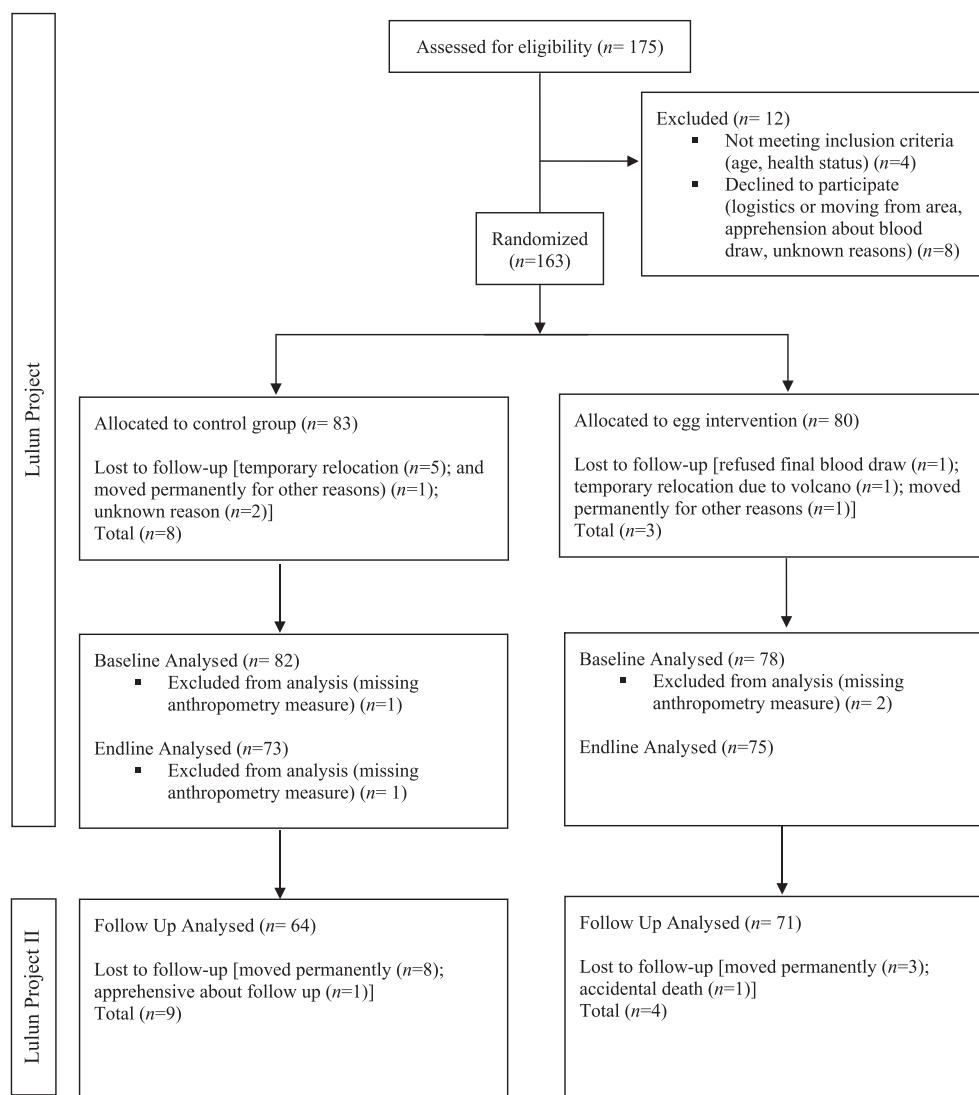 Assessed for eligibility (n= 175)
Excluded (n= 12)
▪ Not meeting inclusion criteria
(age, health status) (n=4)
▪ Declined to participate
(logistics or moving from area,
apprehension about blood
draw, unknown reasons) (n=8)
Randomized
(n=163)
Lulun Project
Allocated to control group (n= 83)
Lost to follow-up [temporary relocation (n=5); and
moved permanently for other reasons) (n=1);
unknown reason (n=2)]
Total (n=8)
Allocated to egg intervention (n= 80)
Lost to follow-up [refused final blood draw (n=1);
temporary relocation due to volcano (n=1); moved
permanently for other reasons (n=1)]
Total (n=3)
Baseline Analysed (n= 82)
▪ Excluded from analysis (missing
anthropometry measure) (n=1)
Endline Analysed (n=73)
▪ Excluded from analysis (missing
anthropometry measure) (n= 1)
Baseline Analysed (n= 78)
▪ Excluded from analysis (missing
anthropometry measure) (n= 2)
Endline Analysed (n=75)
Lulun Project II
Follow Up Analysed (n= 64)
Lost to follow-up [moved permanently (n=8);
apprehensive about follow up (n=1)]
Total (n=9)
Follow Up Analysed (n= 71)
Lost to follow-up [moved permanently (n=3);
accidental death (n=1)]
Total (n=4)